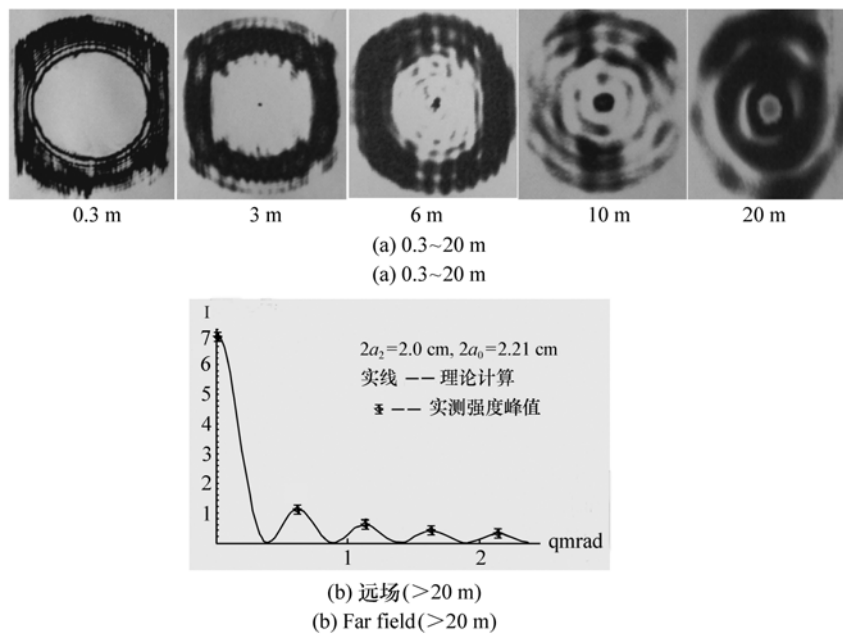 0.3 m 3 m 6 m 10 m 20 m
(a) 0.3~20 m
(a) 0.3~20 m
I
7
6
5
4
3
2
1
2a₂=2.0 cm, 2a₀=2.21 cm
实线 —— 理论计算
—— 实测强度峰值
1 2 qmrad
(b) 远场(>20 m)
(b) Far field(>20 m)